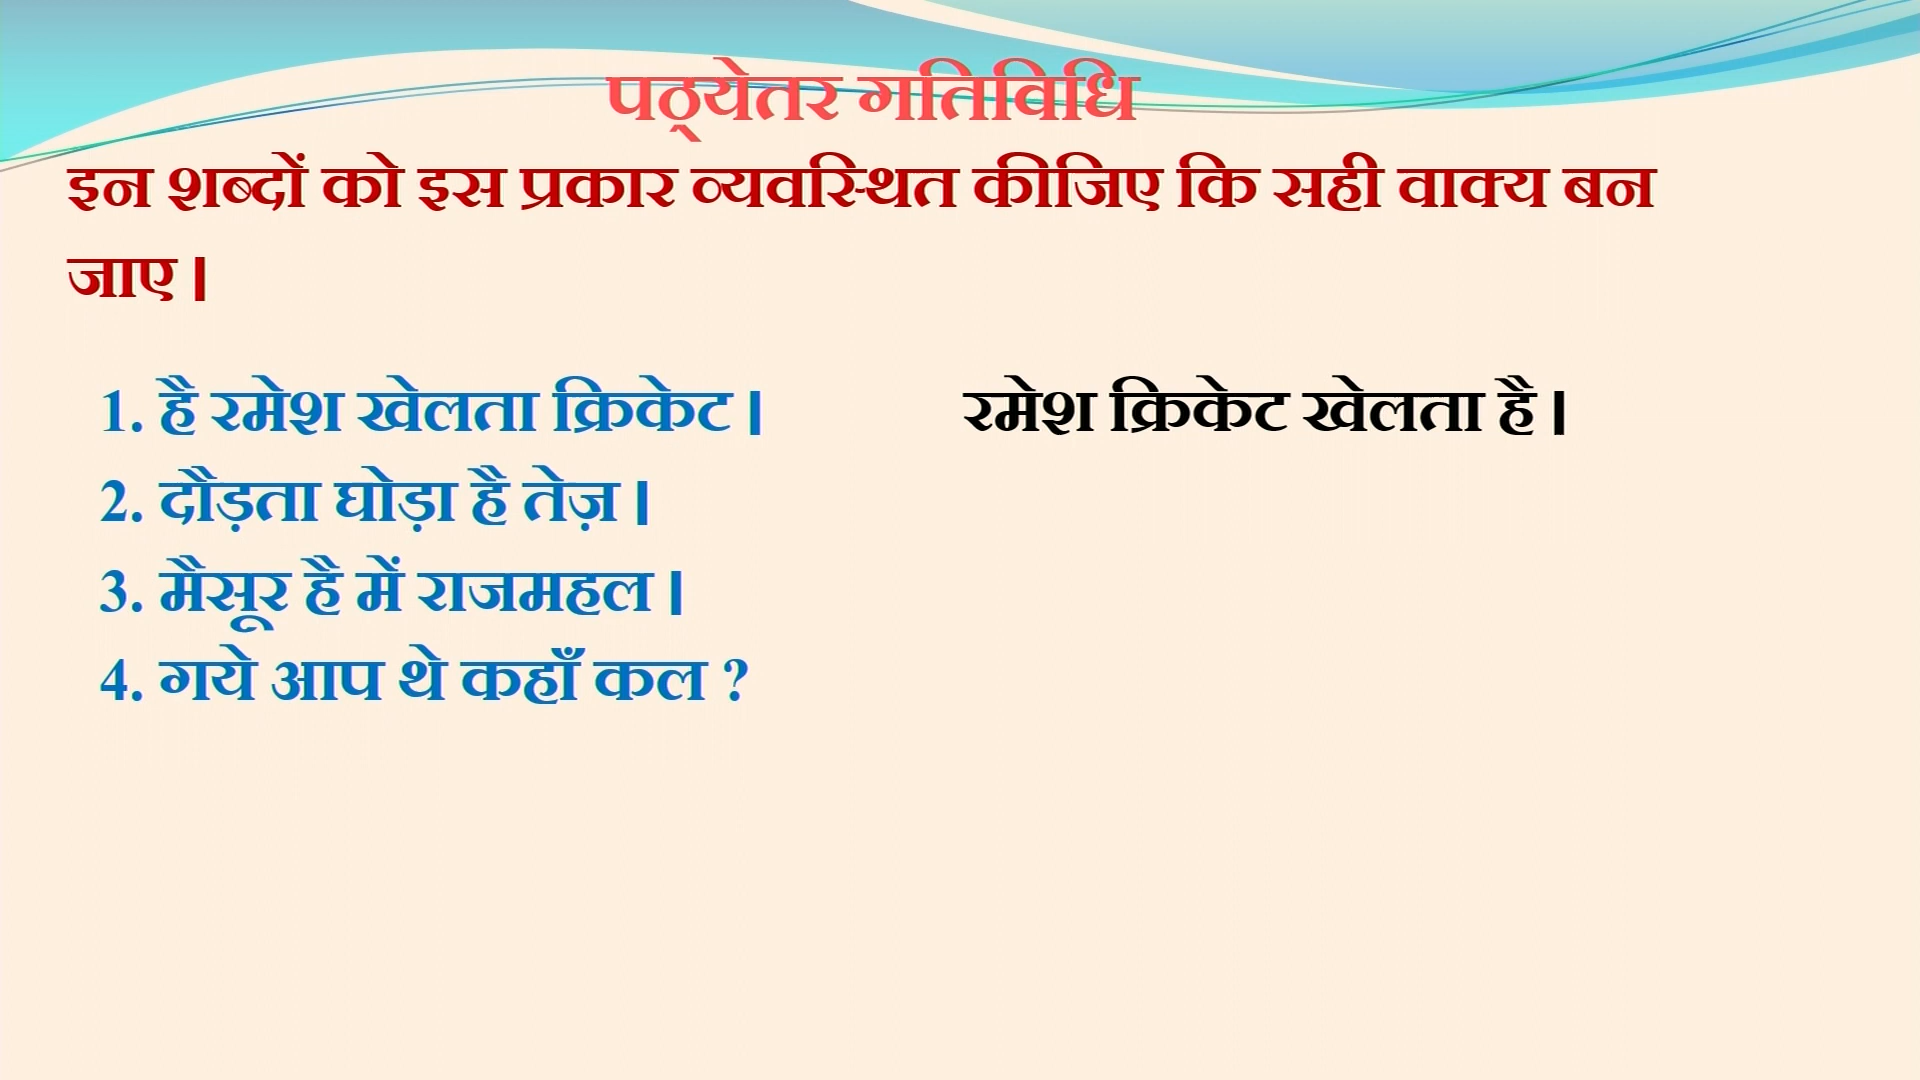 पठ्येतर गतिविधि
इन शब्दों को इस प्रकार व्यवस्थित कीजिए कि सही वाक्य बन
जाए।
1. है रमेश खेलता क्रिकेट। रमेश क्रिकेट खेलता है।
2. दौड़ता घोड़ा है तेज़।
3. मैसूर है में राजमहल।
4. गये आप थे कहाँ कल ?